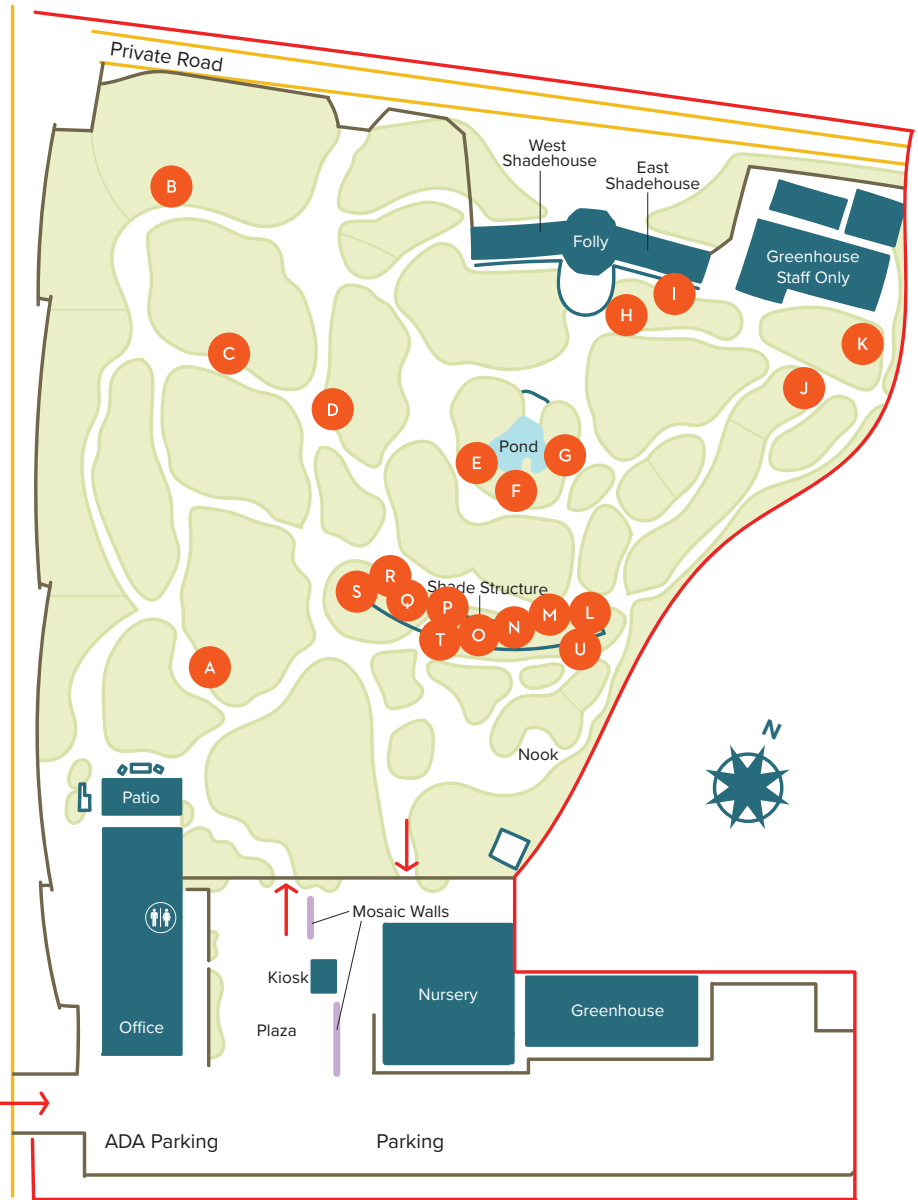 Private Road
West
Shadehouse
East
Shadehouse
B
Folly
Greenhouse
Staff Only
I
H
K
C
J
D
Pond
E
G
F
R
Shade Structure
S
Q
P
M
L
N
O
T
U
A
N
Nook
Patio
Mosaic Walls
Kiosk
Nursery
Greenhouse
Office
Plaza
ADA Parking
Parking